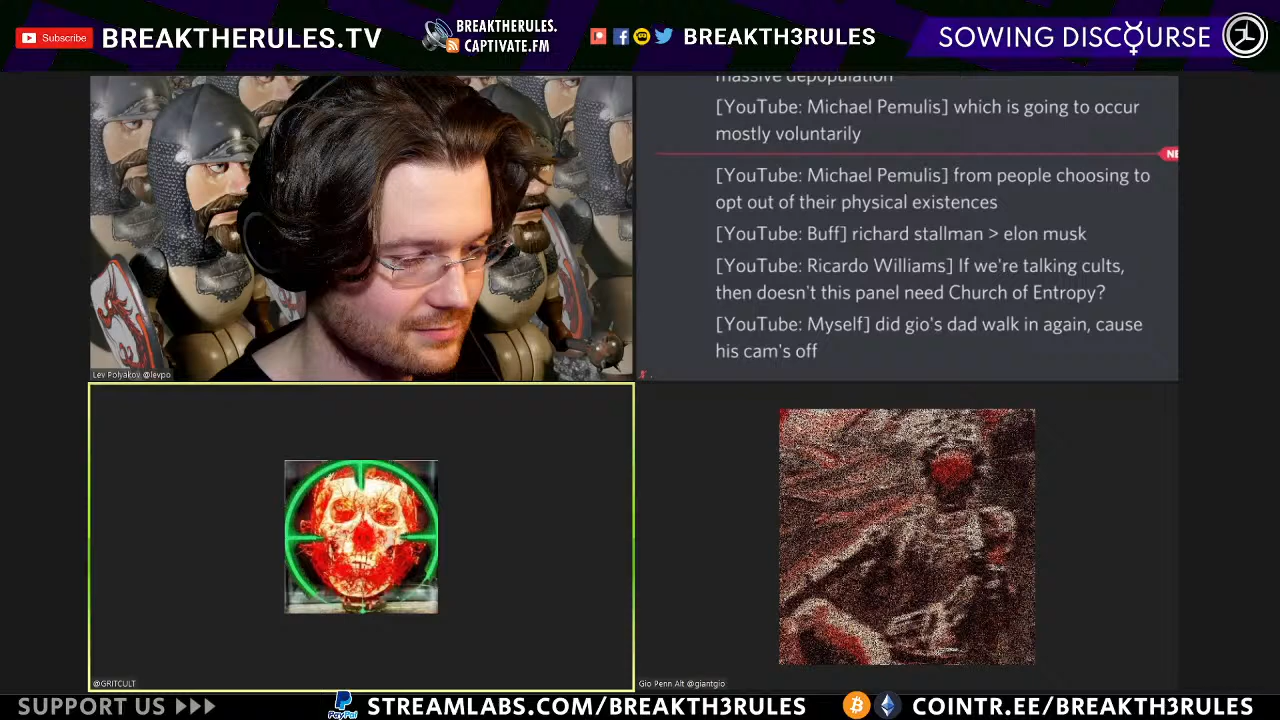 Subscribe
BREAKTHERULES.TV
BREAKTHERULES.
CAPTIVATE.FM
BREAKTH3RULES
SOWING DISCOURSE
massive depopulation
[YouTube: Michael Pemulis] which is going to occur
mostly voluntarily
NE
[YouTube: Michael Pemulis] from people choosing to
opt out of their physical existences
[YouTube: Buff] richard stallman > elon musk
[YouTube: Ricardo Williams] If we're talking cults,
then doesn't this panel need Church of Entropy?
[YouTube: Myself] did gio's dad walk in again, cause
his cam's off
Lev Polyakov @levpo
@GRITCULT
Gio Penn Alt @giantgio
SUPPORT US
PayPal
STREAMLABS.COM/BREAKTH3RULES
COINTR.EE/BREAKTH3RULES